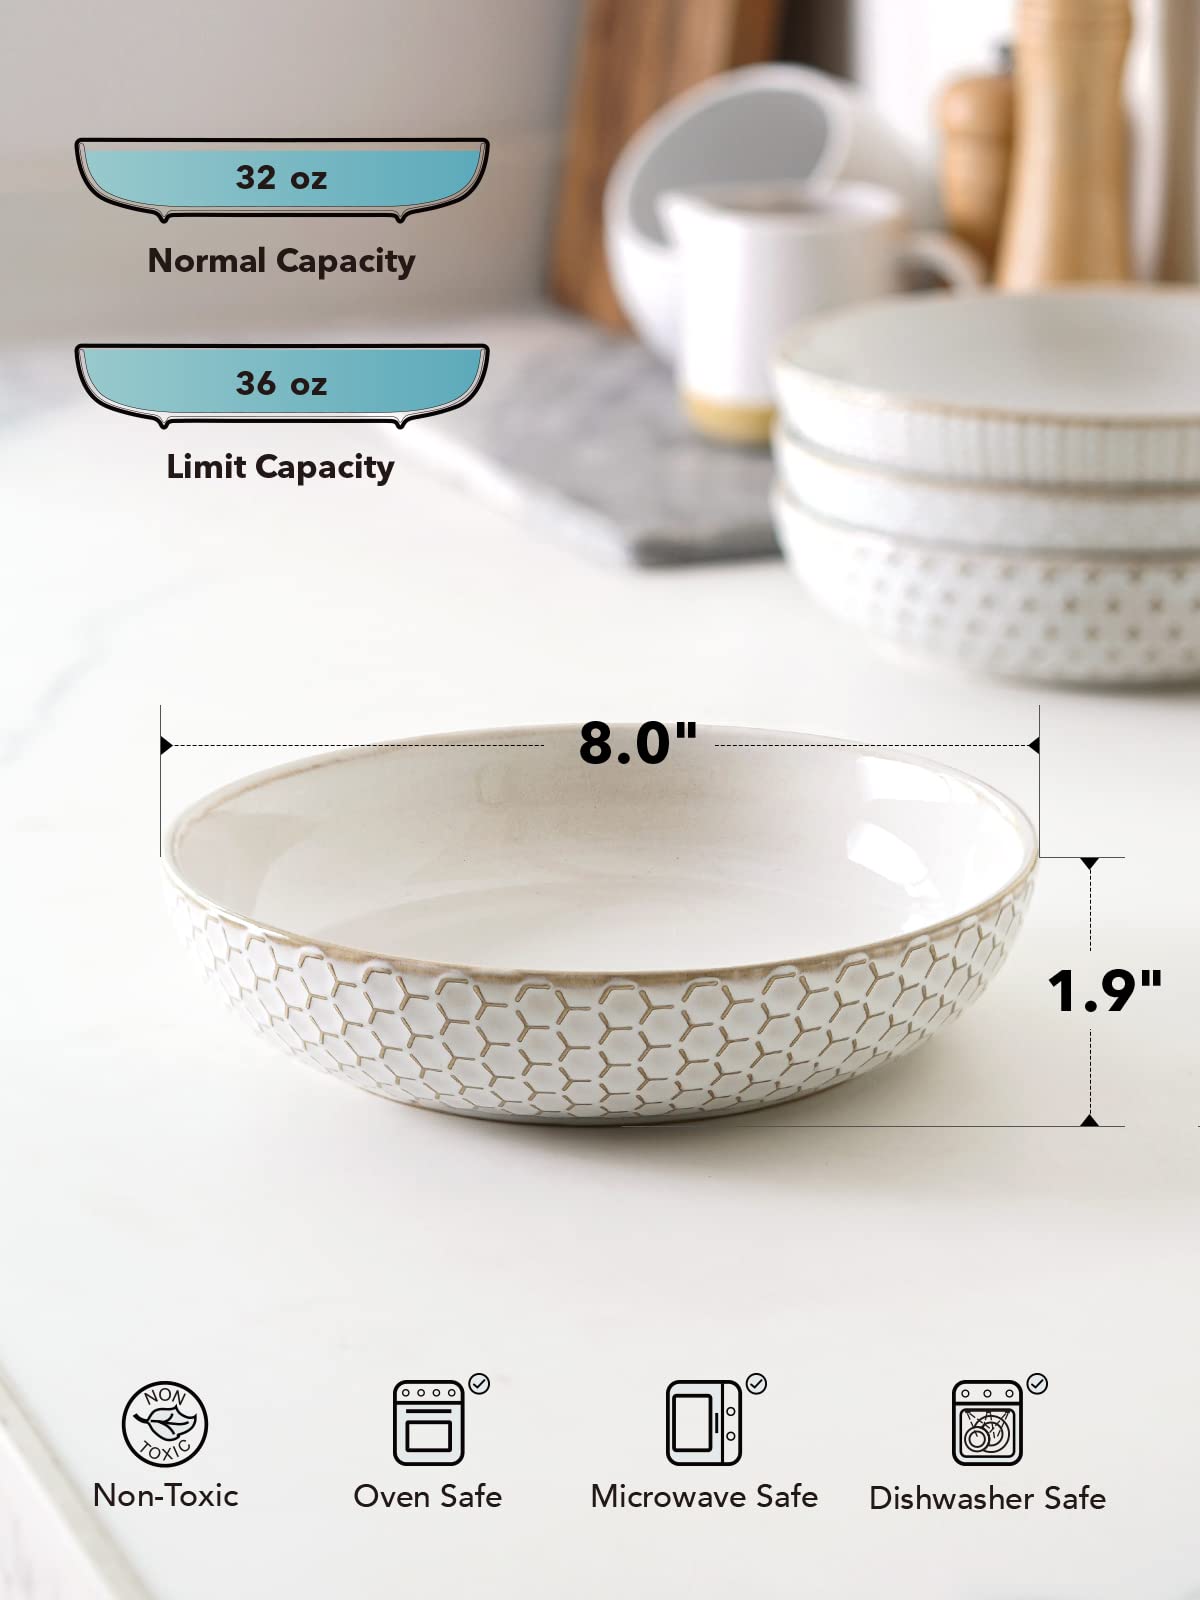 32 oz
Normal Capacity
36 oz
Limit Capacity
8.0"
1.9"
NON
TOXIC
Non-Toxic
Oven Safe
Microwave Safe
Dishwasher Safe